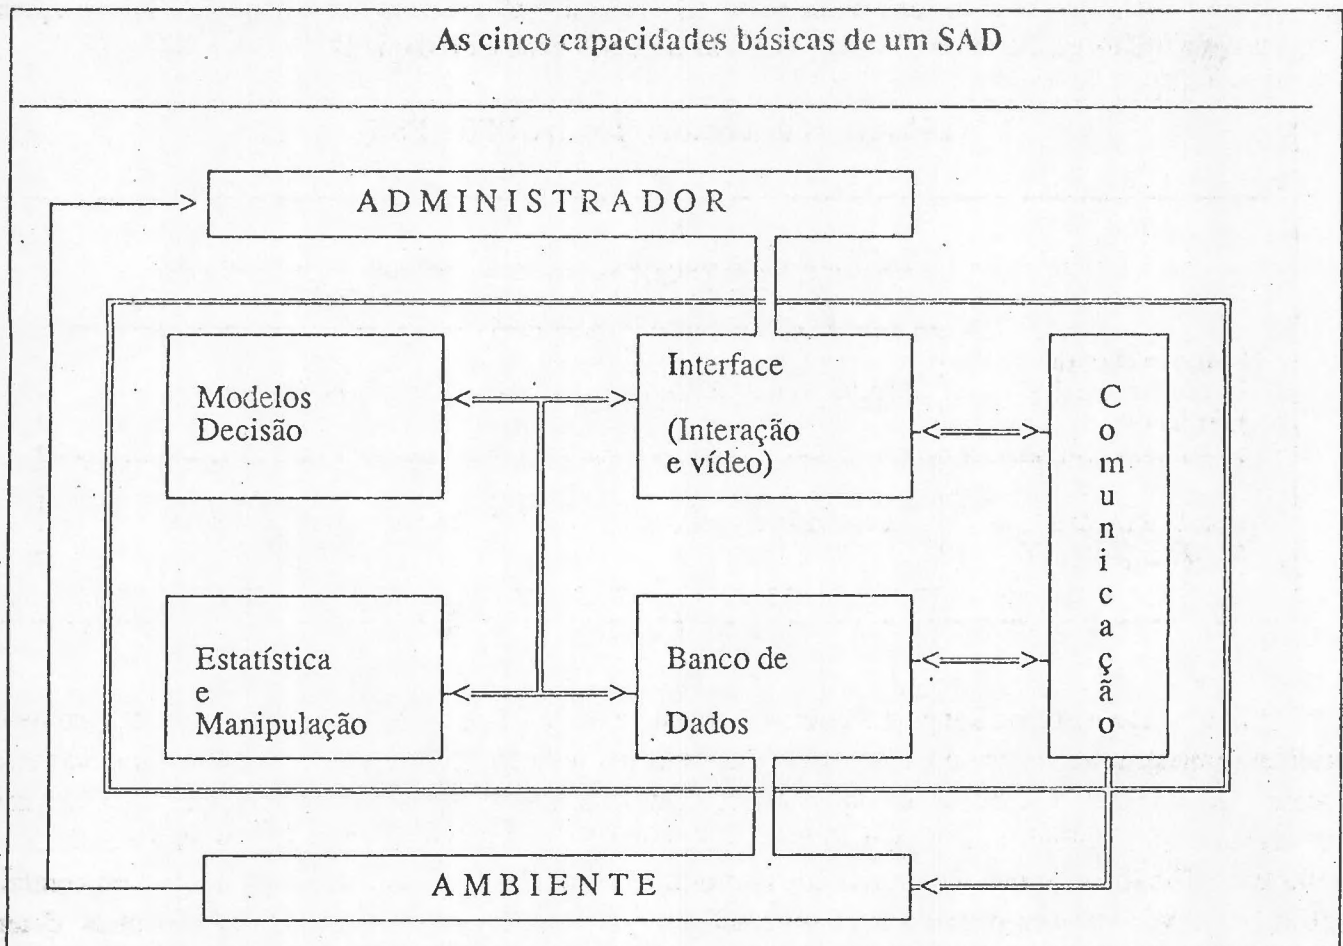 As cinco capacidades básicas de um SAD
ADMINISTRADOR
Modelos
Decisão
Interface
(Interação
e vídeo)
Comunicação
Estatística
e
Manipulação
Banco de
Dados
AMBIENTE